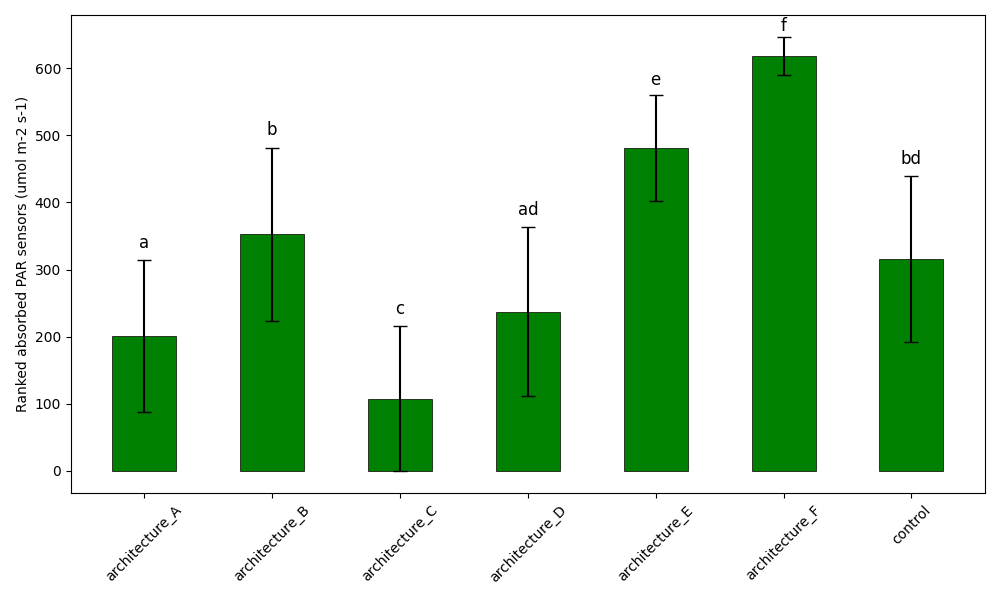 Ranked absorbed PAR sensors (umol m-2 s-1)
600
500
400
300
200
100
0
a
b
c
ad
e
f
bd
architecture_A
architecture_B
architecture_C
architecture_D
architecture_E
architecture_F
control